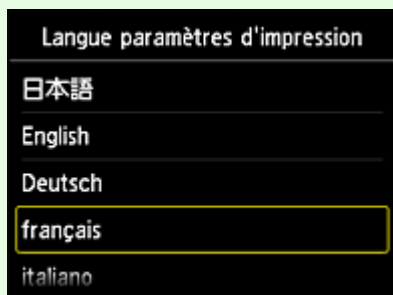 Langue paramètres d'impression
日本語
English
Deutsch
français
italiano